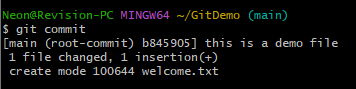 Neon@Revision-PC MINGW64 ~/GitDemo (main)
$ git commit
[main (root-commit) b845905] this is a demo file
 1 file changed, 1 insertion(+)
 create mode 100644 welcome.txt